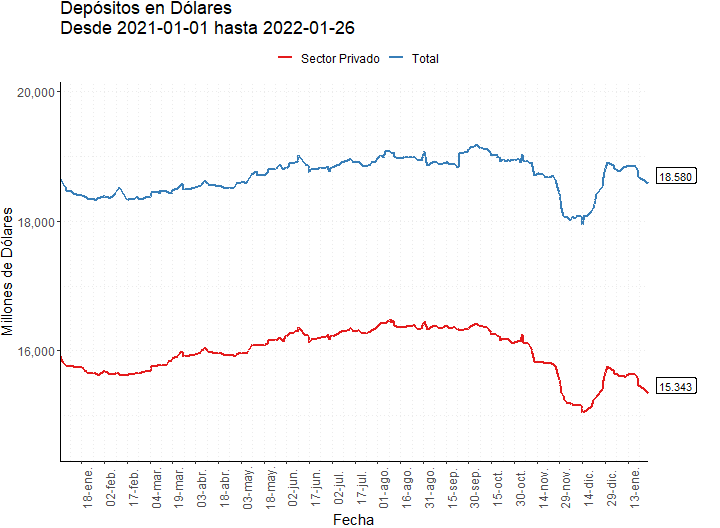 Depósitos en Dólares
Desde 2021-01-01 hasta 2022-01-26
Sector Privado Total
20,000
18,000
16,000
Millones de Dólares
18.580
15.343
18-ene.
02-feb.
17-feb.
04-mar.
19-mar.
03-abr.
18-abr.
03-may.
18-may.
02-jun.
17-jun.
02-jul.
17-jul.
01-ago.
16-ago.
31-ago.
15-sep.
30-sep.
15-oct.
30-oct.
14-nov.
29-nov.
14-dic.
29-dic.
13-ene.
Fecha